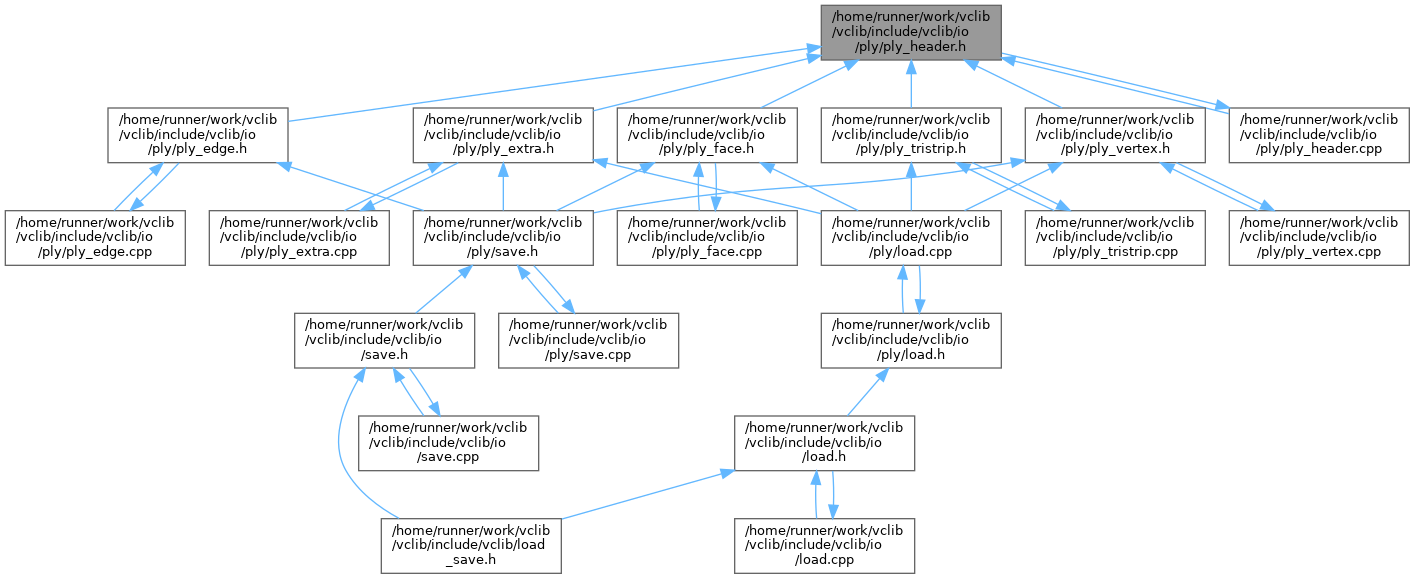 /home/runner/work/vclib
/vclib/include/vclib/io
/ply/ply_header.h
/home/runner/work/vclib
/vclib/include/vclib/io
/ply/ply_edge.h
/home/runner/work/vclib
/vclib/include/vclib/io
/ply/ply_extra.h
/home/runner/work/vclib
/vclib/include/vclib/io
/ply/ply_face.h
/home/runner/work/vclib
/vclib/include/vclib/io
/ply/ply_tristrip.h
/home/runner/work/vclib
/vclib/include/vclib/io
/ply/ply_vertex.h
/home/runner/work/vclib
/vclib/include/vclib/io
/ply/ply_header.cpp
/home/runner/work/vclib
/vclib/include/vclib/io
/ply/ply_edge.cpp
/home/runner/work/vclib
/vclib/include/vclib/io
/ply/ply_extra.cpp
/home/runner/work/vclib
/vclib/include/vclib/io
/ply/save.h
/home/runner/work/vclib
/vclib/include/vclib/io
/ply/ply_face.cpp
/home/runner/work/vclib
/vclib/include/vclib/io
/ply/load.cpp
/home/runner/work/vclib
/vclib/include/vclib/io
/ply/ply_tristrip.cpp
/home/runner/work/vclib
/vclib/include/vclib/io
/ply/ply_vertex.cpp
/home/runner/work/vclib
/vclib/include/vclib/io
/save.h
/home/runner/work/vclib
/vclib/include/vclib/io
/ply/save.cpp
/home/runner/work/vclib
/vclib/include/vclib/io
/ply/load.h
/home/runner/work/vclib
/vclib/include/vclib/io
/save.cpp
/home/runner/work/vclib
/vclib/include/vclib/io
/load.h
/home/runner/work/vclib
/vclib/include/vclib/load
_save.h
/home/runner/work/vclib
/vclib/include/vclib/io
/load.cpp